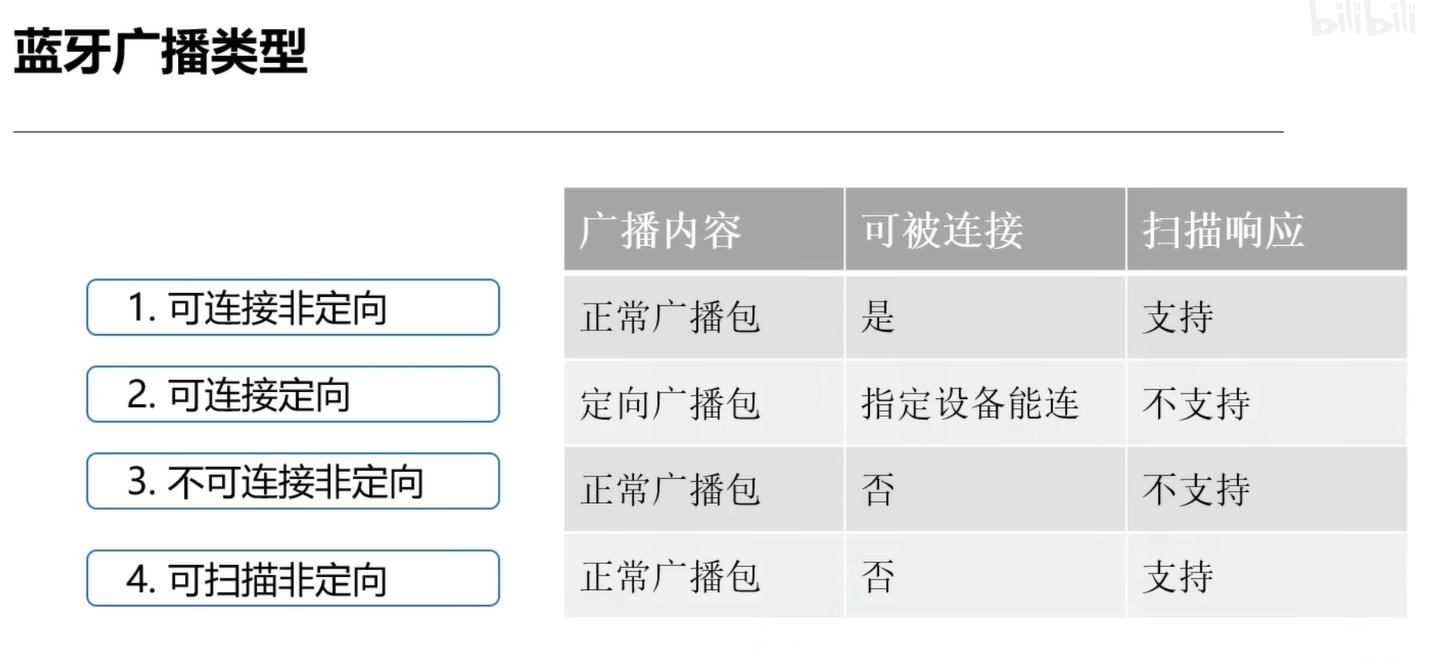 bilibili
蓝牙广播类型
广播内容 可被连接 扫描响应
1. 可连接非定向 正常广播包 是 支持
2. 可连接定向 定向广播包 指定设备能连 不支持
3. 不可连接非定向 正常广播包 否 不支持
4. 可扫描非定向 正常广播包 否 支持